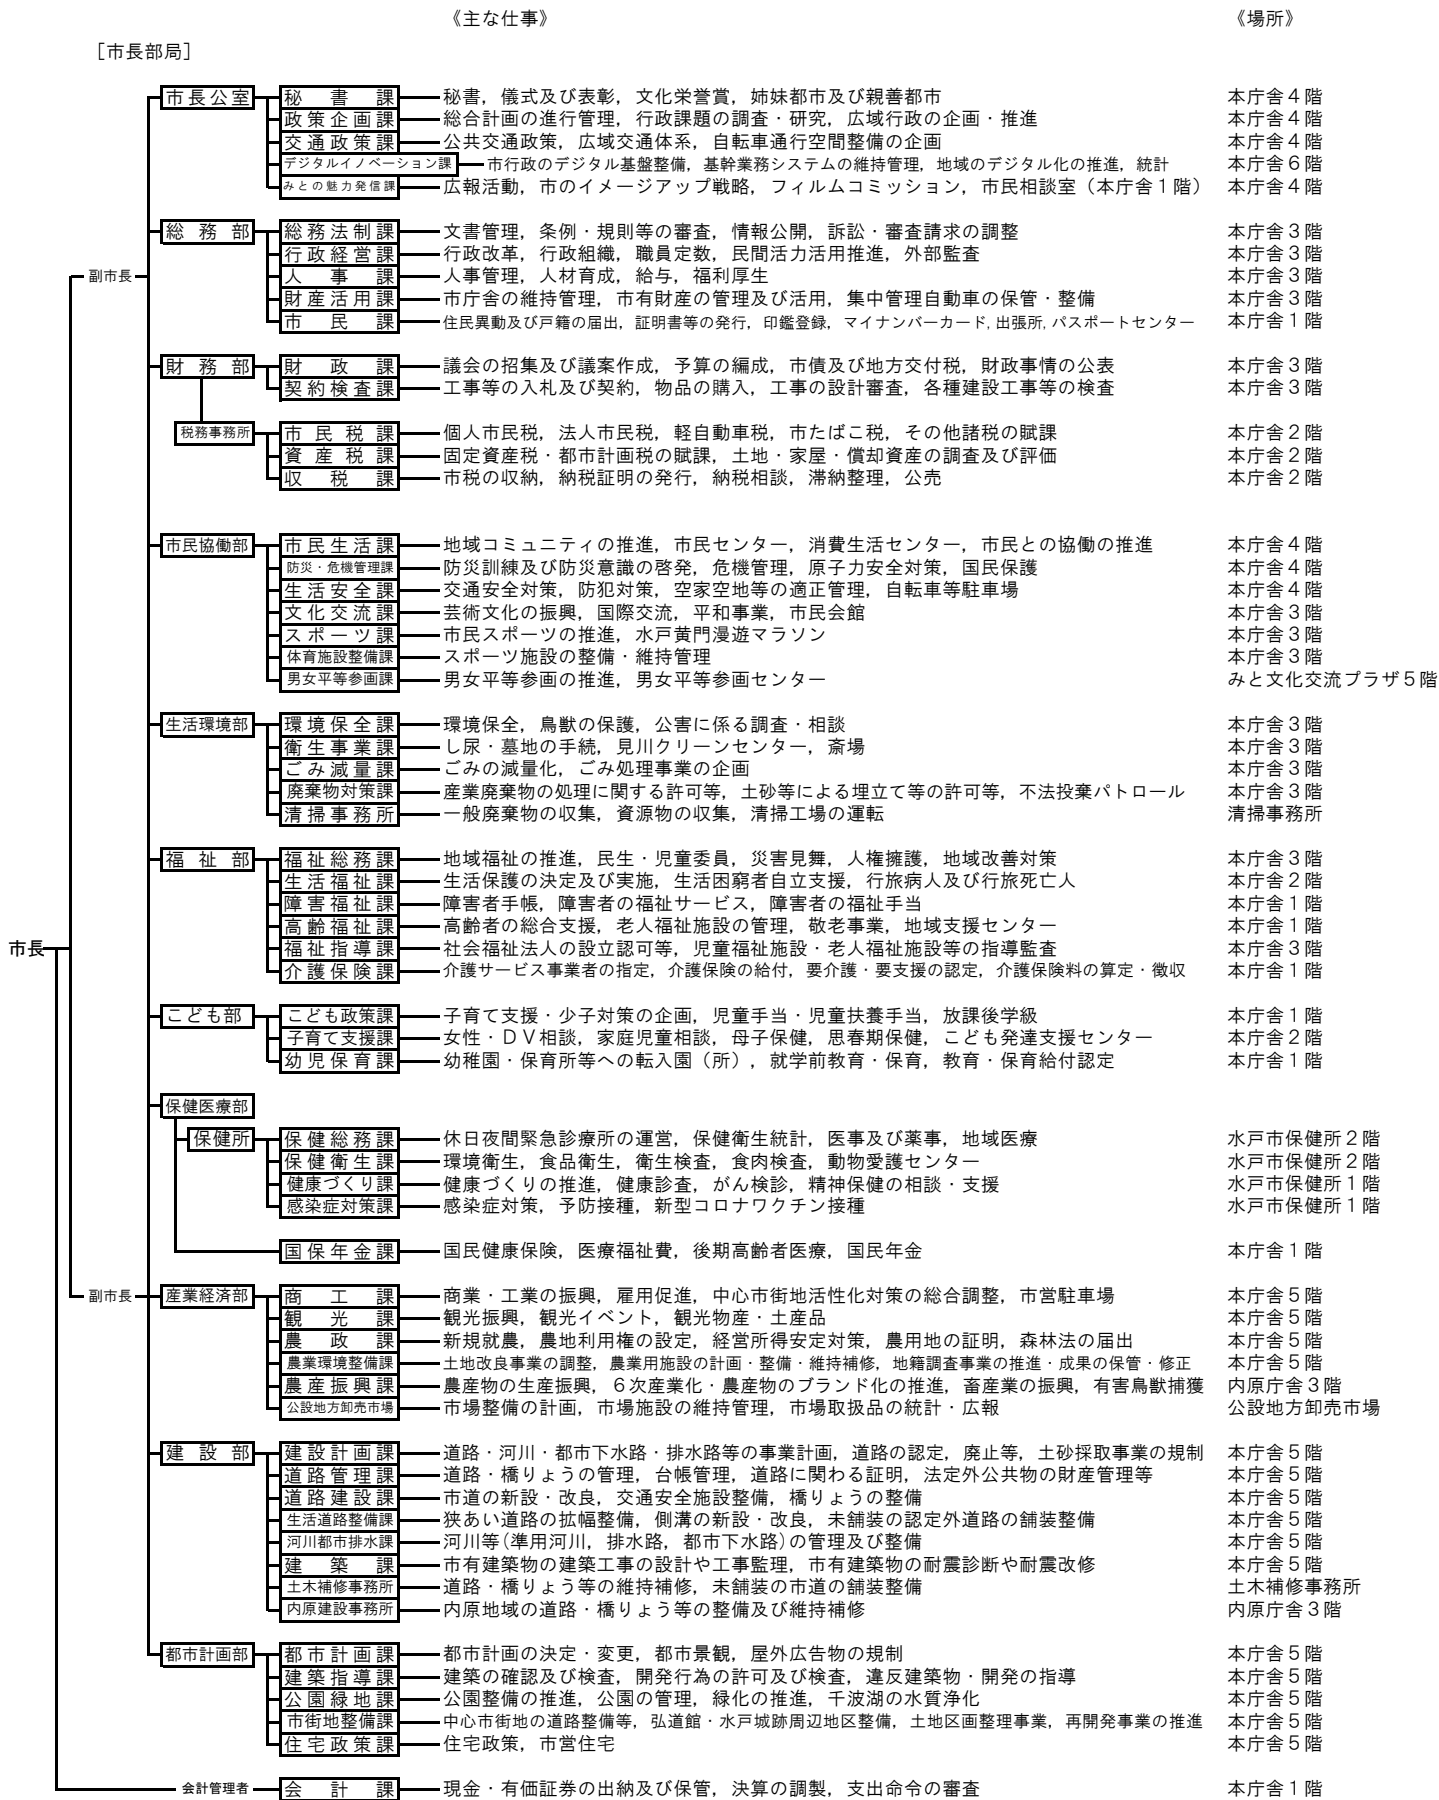 《主な仕事》 《場所》
［市長部局］
市長公室 秘書課 秘書，儀式及び表彰，文化栄誉賞，姉妹都市及び親善都市 本庁舎４階
政策企画課 総合計画の進行管理，行政課題の調査・研究，広域行政の企画・推進 本庁舎４階
交通政策課 公共交通政策，広域交通体系，自転車通行空間整備の企画 本庁舎４階
デジタルイノベーション課 市行政のデジタル基盤整備，基幹業務システムの維持管理，地域のデジタル化の推進，統計 本庁舎６階
みとの魅力発信課 広報活動，市のイメージアップ戦略，フィルムコミッション，市民相談室（本庁舎１階） 本庁舎４階
総務部 総務法制課 文書管理，条例・規則等の審査，情報公開，訴訟・審査請求の調整 本庁舎３階
行政経営課 行政改革，行政組織，職員定数，民間活力活用推進，外部監査 本庁舎３階
副市長 人事課 人事管理，人材育成，給与，福利厚生 本庁舎３階
財産活用課 市庁舎の維持管理，市有財産の管理及び活用，集中管理自動車の保管・整備 本庁舎３階
市民課 住民異動及び戸籍の届出，証明書等の発行，印鑑登録，マイナンバーカード,出張所,パスポートセンター 本庁舎１階
財務部 財政課 議会の招集及び議案作成，予算の編成，市債及び地方交付税，財政事情の公表 本庁舎３階
契約検査課 工事等の入札及び契約，物品の購入，工事の設計審査，各種建設工事等の検査 本庁舎３階
税務事務所 市民税課 個人市民税，法人市民税，軽自動車税，市たばこ税，その他諸税の賦課 本庁舎２階
資産税課 固定資産税・都市計画税の賦課，土地・家屋・償却資産の調査及び評価 本庁舎２階
収税課 市税の収納，納税証明の発行，納税相談，滞納整理，公売 本庁舎２階
市民協働部 市民生活課 地域コミュニティの推進，市民センター，消費生活センター，市民との協働の推進 本庁舎４階
防災・危機管理課 防災訓練及び防災意識の啓発，危機管理，原子力安全対策，国民保護 本庁舎４階
生活安全課 交通安全対策，防犯対策，空家空地等の適正管理，自転車等駐車場 本庁舎４階
文化交流課 芸術文化の振興，国際交流，平和事業，市民会館 本庁舎３階
スポーツ課 市民スポーツの推進，水戸黄門漫遊マラソン 本庁舎３階
体育施設整備課 スポーツ施設の整備・維持管理 本庁舎３階
男女平等参画課 男女平等参画の推進，男女平等参画センター みと文化交流プラザ５階
生活環境部 環境保全課 環境保全，鳥獣の保護，公害に係る調査・相談 本庁舎３階
衛生事業課 し尿・墓地の手続，見川クリーンセンター，斎場 本庁舎３階
ごみ減量課 ごみの減量化，ごみ処理事業の企画 本庁舎３階
廃棄物対策課 産業廃棄物の処理に関する許可等，土砂等による埋立て等の許可等，不法投棄パトロール 本庁舎３階
清掃事務所 一般廃棄物の収集，資源物の収集，清掃工場の運転 清掃事務所
福祉部 福祉総務課 地域福祉の推進，民生・児童委員，災害見舞，人権擁護，地域改善対策 本庁舎３階
生活福祉課 生活保護の決定及び実施，生活困窮者自立支援，行旅病人及び行旅死亡人 本庁舎２階
障害福祉課 障害者手帳，障害者の福祉サービス，障害者の福祉手当 本庁舎１階
高齢福祉課 高齢者の総合支援，老人福祉施設の管理，敬老事業，地域支援センター 本庁舎１階
市長 福祉指導課 社会福祉法人の設立認可等，児童福祉施設・老人福祉施設等の指導監査 本庁舎３階
介護保険課 介護サービス事業者の指定，介護保険の給付，要介護・要支援の認定，介護保険料の算定・徴収 本庁舎１階
こども部 こども政策課 子育て支援・少子対策の企画，児童手当・児童扶養手当，放課後学級 本庁舎１階
子育て支援課 女性・ＤＶ相談，家庭児童相談，母子保健，思春期保健，こども発達支援センター 本庁舎２階
幼児保育課 幼稚園・保育所等への転入園（所），就学前教育・保育，教育・保育給付認定 本庁舎１階
保健医療部
保健所 保健総務課 休日夜間緊急診療所の運営，保健衛生統計，医事及び薬事，地域医療 水戸市保健所２階
保健衛生課 環境衛生，食品衛生，衛生検査，食肉検査，動物愛護センター 水戸市保健所２階
健康づくり課 健康づくりの推進，健康診査，がん検診，精神保健の相談・支援 水戸市保健所１階
感染症対策課 感染症対策，予防接種，新型コロナワクチン接種 水戸市保健所１階
国保年金課 国民健康保険，医療福祉費，後期高齢者医療，国民年金 本庁舎１階
副市長 産業経済部 商工課 商業・工業の振興，雇用促進，中心市街地活性化対策の総合調整，市営駐車場 本庁舎５階
観光課 観光振興，観光イベント，観光物産・土産品 本庁舎５階
農政課 新規就農，農地利用権の設定，経営所得安定対策，農用地の証明，森林法の届出 本庁舎５階
農業環境整備課 土地改良事業の調整，農業用施設の計画・整備・維持補修，地籍調査事業の推進・成果の保管・修正 本庁舎５階
農産振興課 農産物の生産振興，６次産業化・農産物のブランド化の推進，畜産業の振興，有害鳥獣捕獲 内原庁舎３階
公設地方卸売市場 市場整備の計画，市場施設の維持管理，市場取扱品の統計・広報 公設地方卸売市場
建設部 建設計画課 道路・河川・都市下水路・排水路等の事業計画，道路の認定，廃止等，土砂採取事業の規制 本庁舎５階
道路管理課 道路・橋りょうの管理，台帳管理，道路に関わる証明，法定外公共物の財産管理等 本庁舎５階
道路建設課 市道の新設・改良，交通安全施設整備，橋りょうの整備 本庁舎５階
生活道路整備課 狭あい道路の拡幅整備，側溝の新設・改良，未舗装の認定外道路の舗装整備 本庁舎５階
河川都市排水課 河川等(準用河川，排水路，都市下水路)の管理及び整備 本庁舎５階
建築課 市有建築物の建築工事の設計や工事監理，市有建築物の耐震診断や耐震改修 本庁舎５階
土木補修事務所 道路・橋りょう等の維持補修，未舗装の市道の舗装整備 土木補修事務所
内原建設事務所 内原地域の道路・橋りょう等の整備及び維持補修 内原庁舎３階
都市計画部 都市計画課 都市計画の決定・変更，都市景観，屋外広告物の規制 本庁舎５階
建築指導課 建築の確認及び検査，開発行為の許可及び検査，違反建築物・開発の指導 本庁舎５階
公園緑地課 公園整備の推進，公園の管理，緑化の推進，千波湖の水質浄化 本庁舎５階
市街地整備課 中心市街地の道路整備等，弘道館・水戸城跡周辺地区整備，土地区画整理事業，再開発事業の推進 本庁舎５階
住宅政策課 住宅政策，市営住宅 本庁舎５階
会計管理者 会計課 現金・有価証券の出納及び保管，決算の調製，支出命令の審査 本庁舎１階